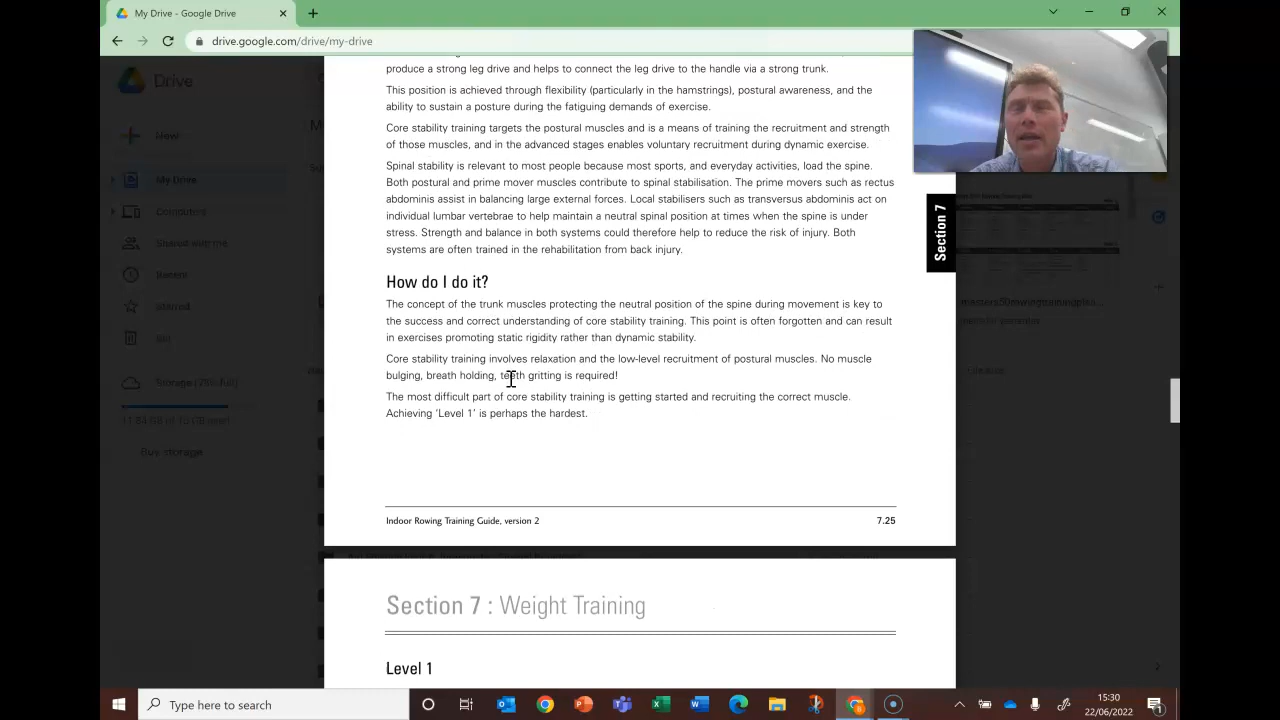 My Drive - Google Drive
drive.google.com/drive/my-drive
produce a strong leg drive and helps to connect the leg drive to the handle via a strong trunk.
This position is achieved through flexibility (particularly in the hamstrings), postural awareness, and the
ability to sustain a posture during the fatiguing demands of exercise.
Core stability training targets the postural muscles and is a means of training the recruitment and strength
of those muscles, and in the advanced stages enables voluntary recruitment during dynamic exercise.
Spinal stability is relevant to most people because most sports, and everyday activities, load the spine.
Both postural and prime mover muscles contribute to spinal stabilisation. The prime movers such as rectus
abdominis assist in balancing large external forces. Local stabilisers such as transversus abdominis act on
individual lumbar vertebrae to help maintain a neutral spinal position at times when the spine is under
stress. Strength and balance in both systems could therefore help to reduce the risk of injury. Both
systems are often trained in the rehabilitation from back injury.
How do I do it?
The concept of the trunk muscles protecting the neutral position of the spine during movement is key to
the success and correct understanding of core stability training. This point is often forgotten and can result
in exercises promoting static rigidity rather than dynamic stability.
Core stability training involves relaxation and the low-level recruitment of postural muscles. No muscle
bulging, breath holding, teeth gritting is required!
The most difficult part of core stability training is getting started and recruiting the correct muscle.
Achieving 'Level 1' is perhaps the hardest.
Indoor Rowing Training Guide, version 2
7.25
Section 7
Section 7 : Weight Training
Level 1
Drive
New
My Drive
Computers
Shared with me
Recent
Starred
Bin
Buy storage
Type here to search
15:30
22/06/2022